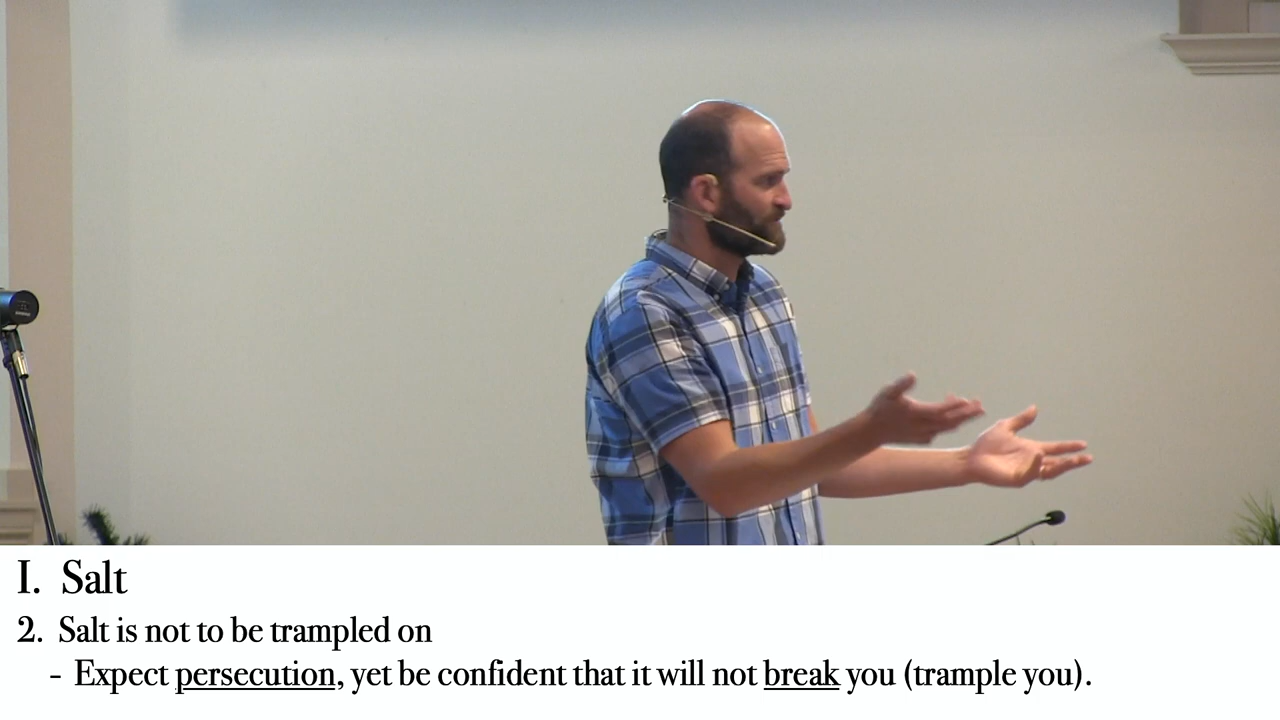 I. Salt
2. Salt is not to be trampled on
- Expect persecution, yet be confident that it will not break you (trample you).